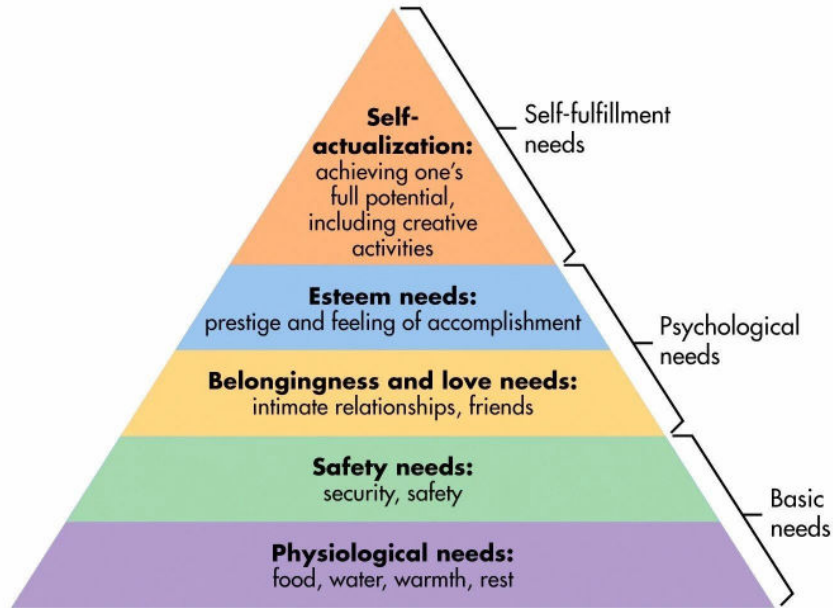 Self-
actualization:
achieving one's
full potential,
including creative
activities
Self-fulfillment
needs
Esteem needs:
prestige and feeling of accomplishment
Belongingness and love needs:
intimate relationships, friends
Psychological
needs
Safety needs:
security, safety
Physiological needs:
food, water, warmth, rest
Basic
needs